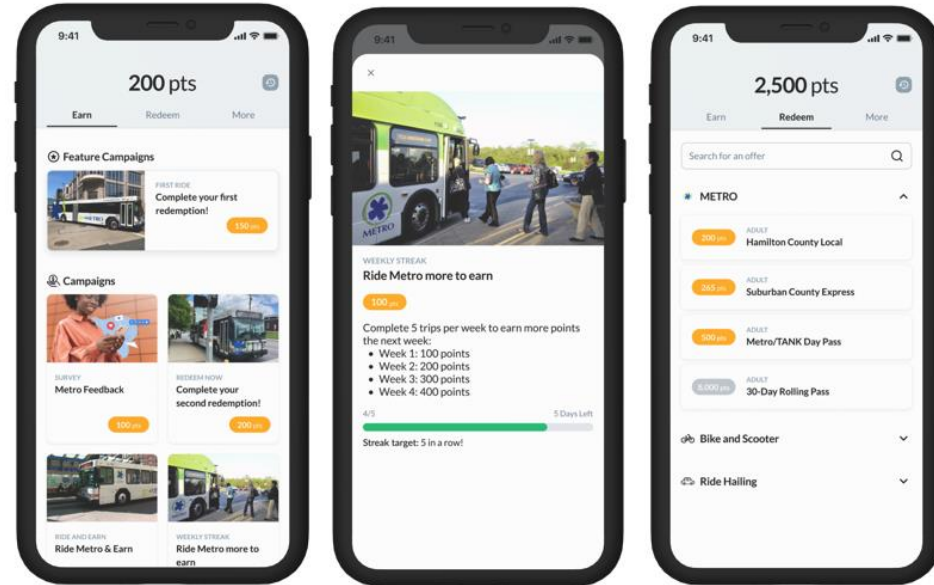 9:41
200 pts
Earn Redeem More
Feature Campaigns
FIRST RIDE
Complete your first
redemption!
150 pts
METRO
Campaigns
SURVEY
Metro Feedback
100 pts
REDEEM NOW
Complete your
second redemption!
200 pts
RIDE AND EARN
Ride Metro & Earn
WEEKLY STREAK
Ride Metro more to
earn
9:41
×
METRO
WEEKLY STREAK
Ride Metro more to earn
100 pts
Complete 5 trips per week to earn more points
the next week:
• Week 1: 100 points
• Week 2: 200 points
• Week 3: 300 points
• Week 4: 400 points
4/5 5 Days Left
Streak target: 5 in a row!
9:41
2,500 pts
Earn Redeem More
Search for an offer
METRO
200 pts
ADULT
Hamilton County Local
265 pts
ADULT
Suburban County Express
500 pts
ADULT
Metro/TANK Day Pass
8,000 pts
ADULT
30-Day Rolling Pass
Bike and Scooter
Ride Hailing